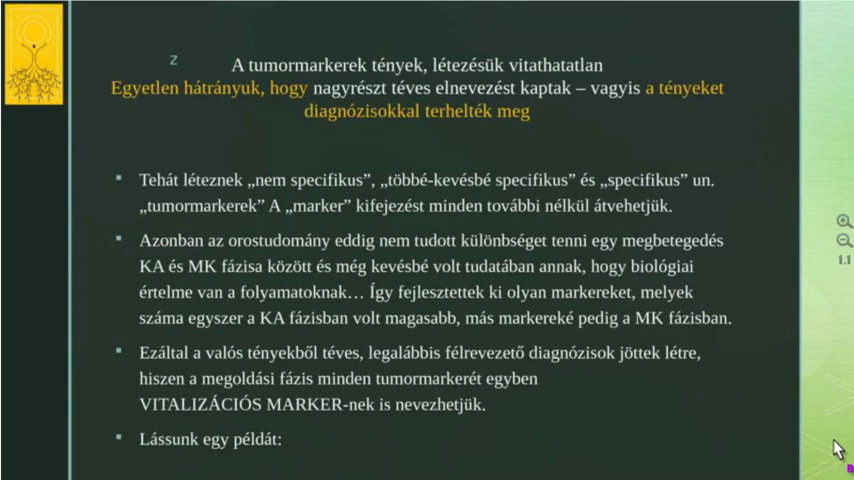 z
A tumormarkerek tények, létezésük vitathatatlan
Egyetlen hátrányuk, hogy nagyrészt téves elnevezést kaptak – vagyis a tényeket
diagnózisokkal terhelték meg
▪ Tehát léteznek „nem specifikus”, „többé-kevésbé specifikus” és „specifikus” un.
„tumormarkerek” A „marker” kifejezést minden további nélkül átvehetjük.
▪ Azonban az orostudomány eddig nem tudott különbséget tenni egy megbetegedés
KA és MK fázisa között és még kevésbé volt tudatában annak, hogy biológiai
értelme van a folyamatoknak… Így fejlesztettek ki olyan markereket, melyek
száma egyszer a KA fázisban volt magasabb, más markereké pedig a MK fázisban.
▪ Ezáltal a valós tényekből téves, legalábbis félrevezető diagnózisok jöttek létre,
hiszen a megoldási fázis minden tumormarkerét egyben
VITALIZÁCIÓS MARKER-nek is nevezhetjük.
▪ Lássunk egy példát:
1.1
B